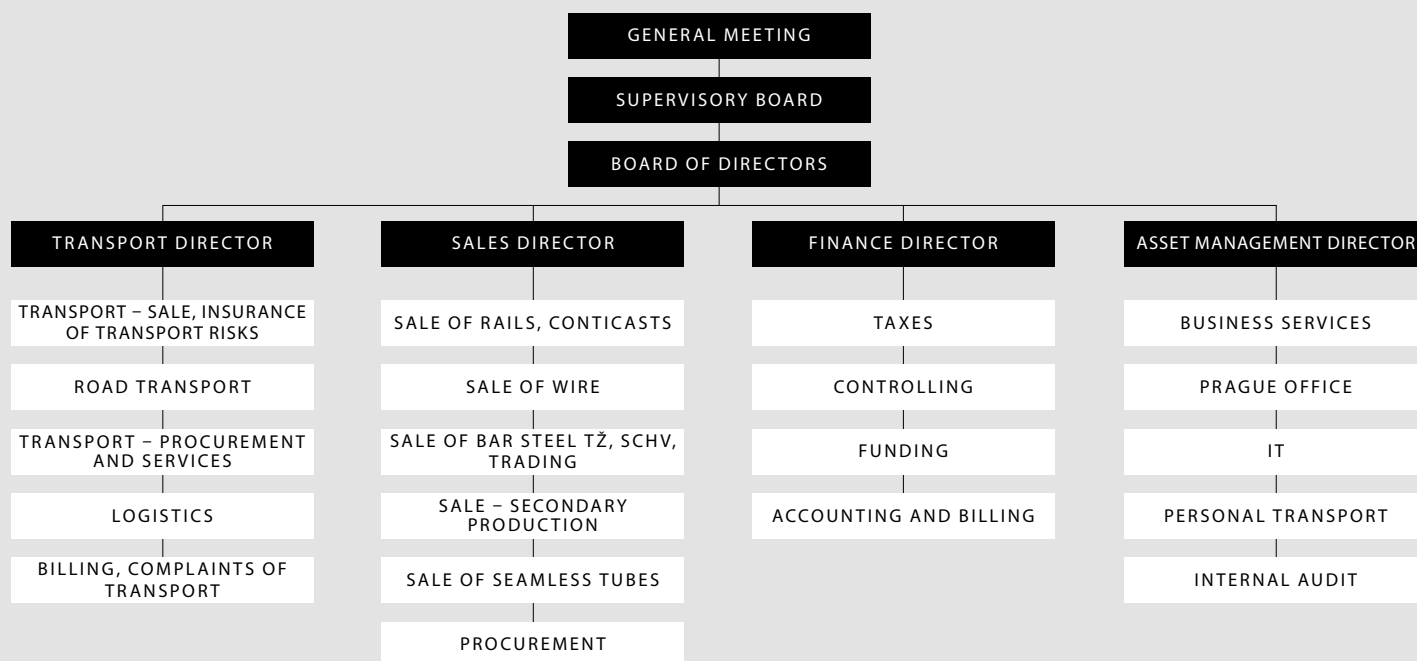 GENERAL MEETING
SUPERVISORY BOARD
BOARD OF DIRECTORS
TRANSPORT DIRECTOR
TRANSPORT – SALE, INSURANCE
OF TRANSPORT RISKS
ROAD TRANSPORT
TRANSPORT – PROCUREMENT
AND SERVICES
LOGISTICS
BILLING, COMPLAINTS OF
TRANSPORT
SALES DIRECTOR
SALE OF RAILS, CONTICASTS
SALE OF WIRE
SALE OF BAR STEEL TŽ, SCHV,
TRADING
SALE – SECONDARY
PRODUCTION
SALE OF SEAMLESS TUBES
PROCUREMENT
FINANCE DIRECTOR
TAXES
CONTROLLING
FUNDING
ACCOUNTING AND BILLING
ASSET MANAGEMENT DIRECTOR
BUSINESS SERVICES
PRAGUE OFFICE
IT
PERSONAL TRANSPORT
INTERNAL AUDIT